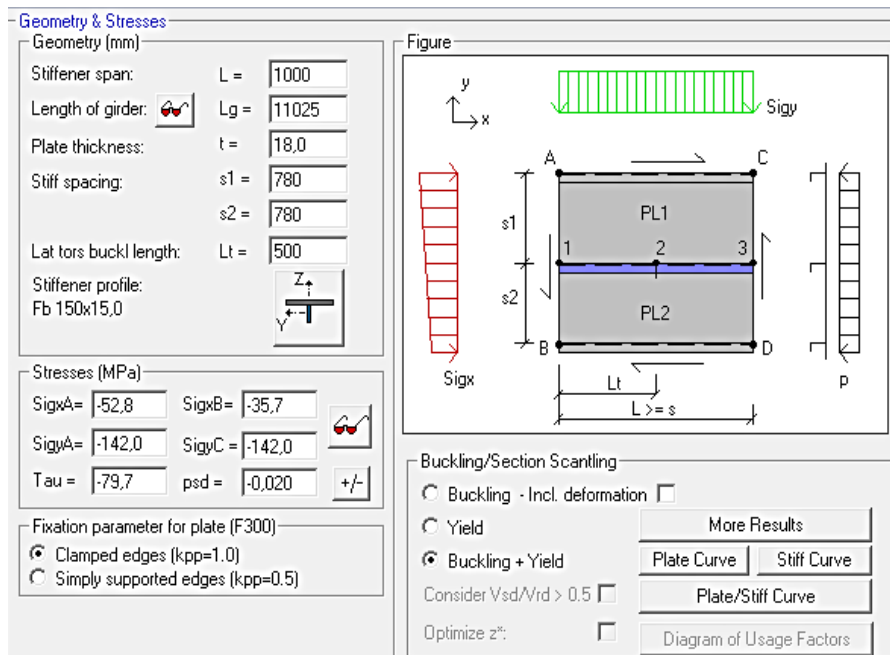 Geometry & Stresses
Geometry (mm)
Stiffener span: L = 1000
Length of girder: Lg = 11025
Plate thickness: t = 18,0
Stiff spacing: s1 = 780
s2 = 780
Lat tors buckl length: Lt = 500
Stiffener profile:
Fb 150x15,0
Z
Y
Stresses (MPa)
SigxA= -52,8 SigxB= -35,7
SigyA= -142,0 SigyC = -142,0
Tau = -79,7 psd = -0,020 +/-
Fixation parameter for plate (F300)
Clamped edges (kpp=1.0)
Simply supported edges (kpp=0.5)
Figure
y
x
Sigy
A C
s1 PL1
1 2 3
s2 PL2
B D
Sigx Lt p
L >= s
Buckling/Section Scantling
Buckling - Incl. deformation
Yield More Results
Buckling + Yield Plate Curve Stiff Curve
Consider Vsd/Vrd > 0.5 Plate/Stiff Curve
Optimize z*: Diagram of Usage Factors